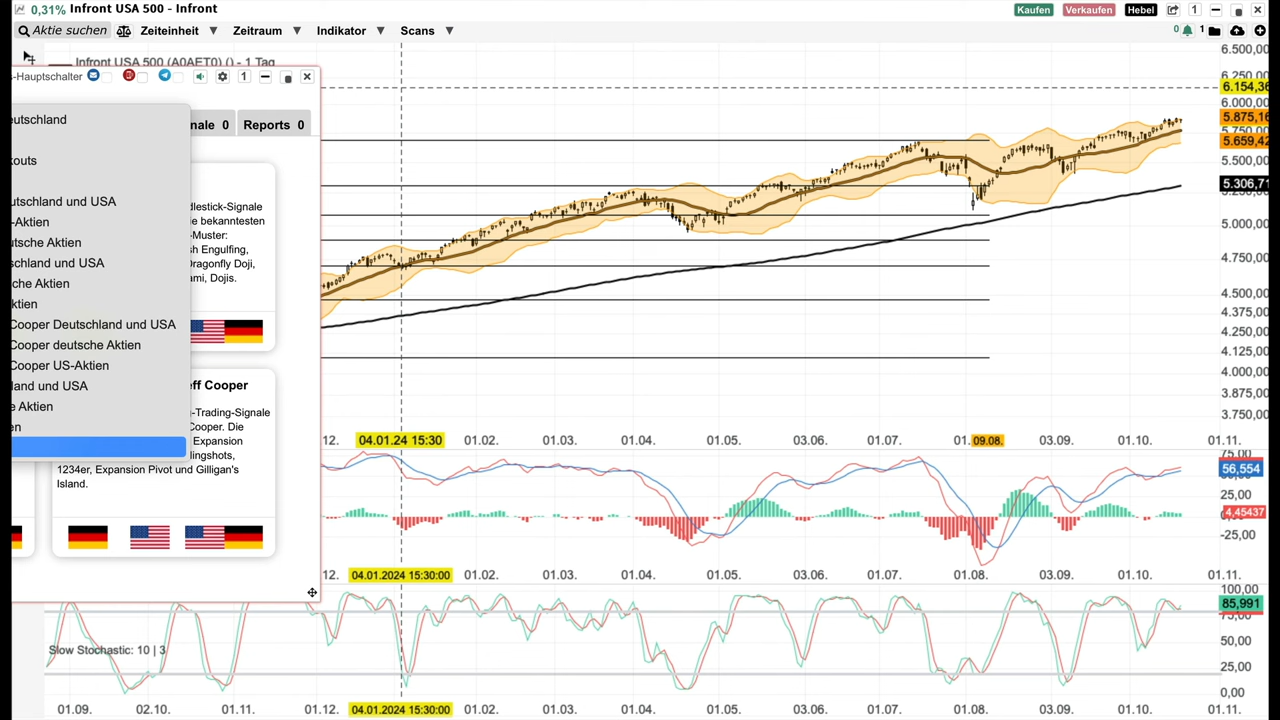 0,31% Infront USA 500 - Infront
Kaufen Verkaufen Hebel 1
Aktie suchen Zeiteinheit ▼ Zeitraum ▼ Indikator ▼ Scans ▼ 0 1
Infront USA 500 (A0AET0) () - 1 Tag
s-Hauptschalter 1
nale 0 Reports 0
eutschland
kouts
utschland und USA
-Aktien
utsche Aktien
schland und USA
che Aktien
ktien
Cooper Deutschland und USA
Cooper deutsche Aktien
Cooper US-Aktien
land und USA
e Aktien
en
dlestick-Signale
ie bekanntesten
-Muster:
sh Engulfing,
Dragonfly Doji,
ami, Dojis.
eff Cooper
-Trading-Signale
Cooper. Die
Expansion
lingshots,
1234er, Expansion Pivot und Gilligan's
Island.
6.500,00
6.250,00
6.154,36
6.000,00
5.875,16
5.750,00
5.659,42
5.500,00
5.306,71
5.250,00
5.000,00
4.750,00
4.500,00
4.375,00
4.250,00
4.125,00
4.000,00
3.875,00
3.750,00
12. 04.01.24 15:30 01.02. 01.03. 01.04. 01.05. 03.06. 01.07. 01. 09.08. 03.09. 01.10. 01.11.
75,00
56,554
25,00
4,45437
-25,00
12. 04.01.2024 15:30:00 01.02. 01.03. 01.04. 01.05. 03.06. 01.07. 01.08. 03.09. 01.10. 01.11.
100,00
85,991
75,00
50,00
25,00
0,00
Slow Stochastic: 10 | 3
01.09. 02.10. 01.11. 01.12. 04.01.2024 15:30:00 01.02. 01.03. 01.04. 01.05. 03.06. 01.07. 01.08. 03.09. 01.10. 01.11.